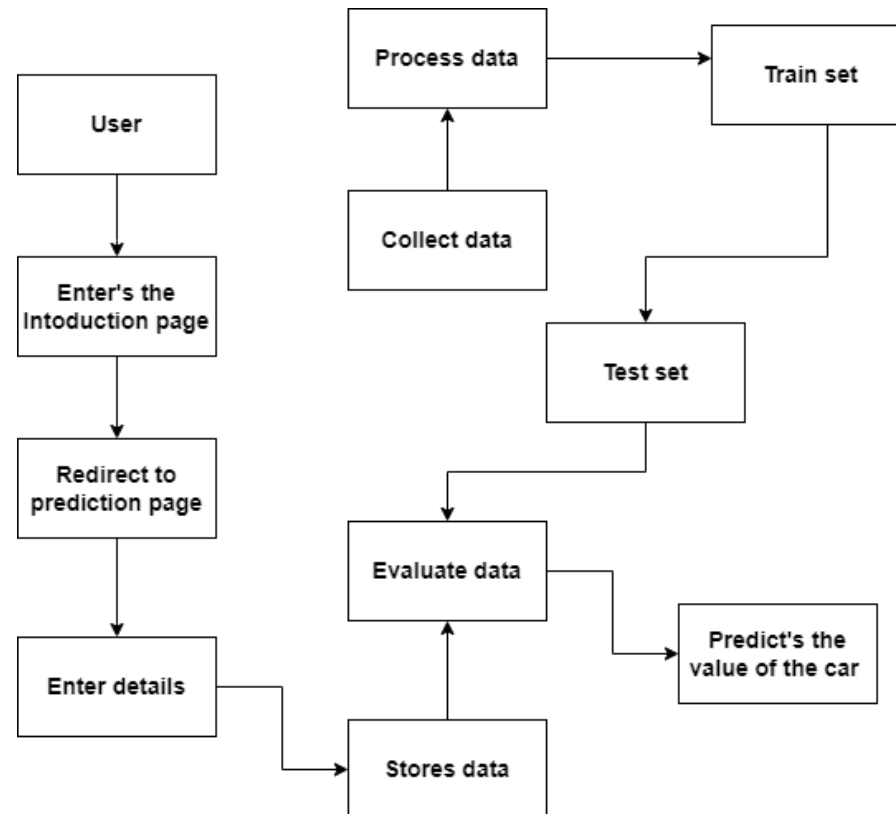 User
Enter's the
Intoduction page
Redirect to
prediction page
Enter details
Process data
Collect data
Train set
Test set
Evaluate data
Stores data
Predict's the
value of the car